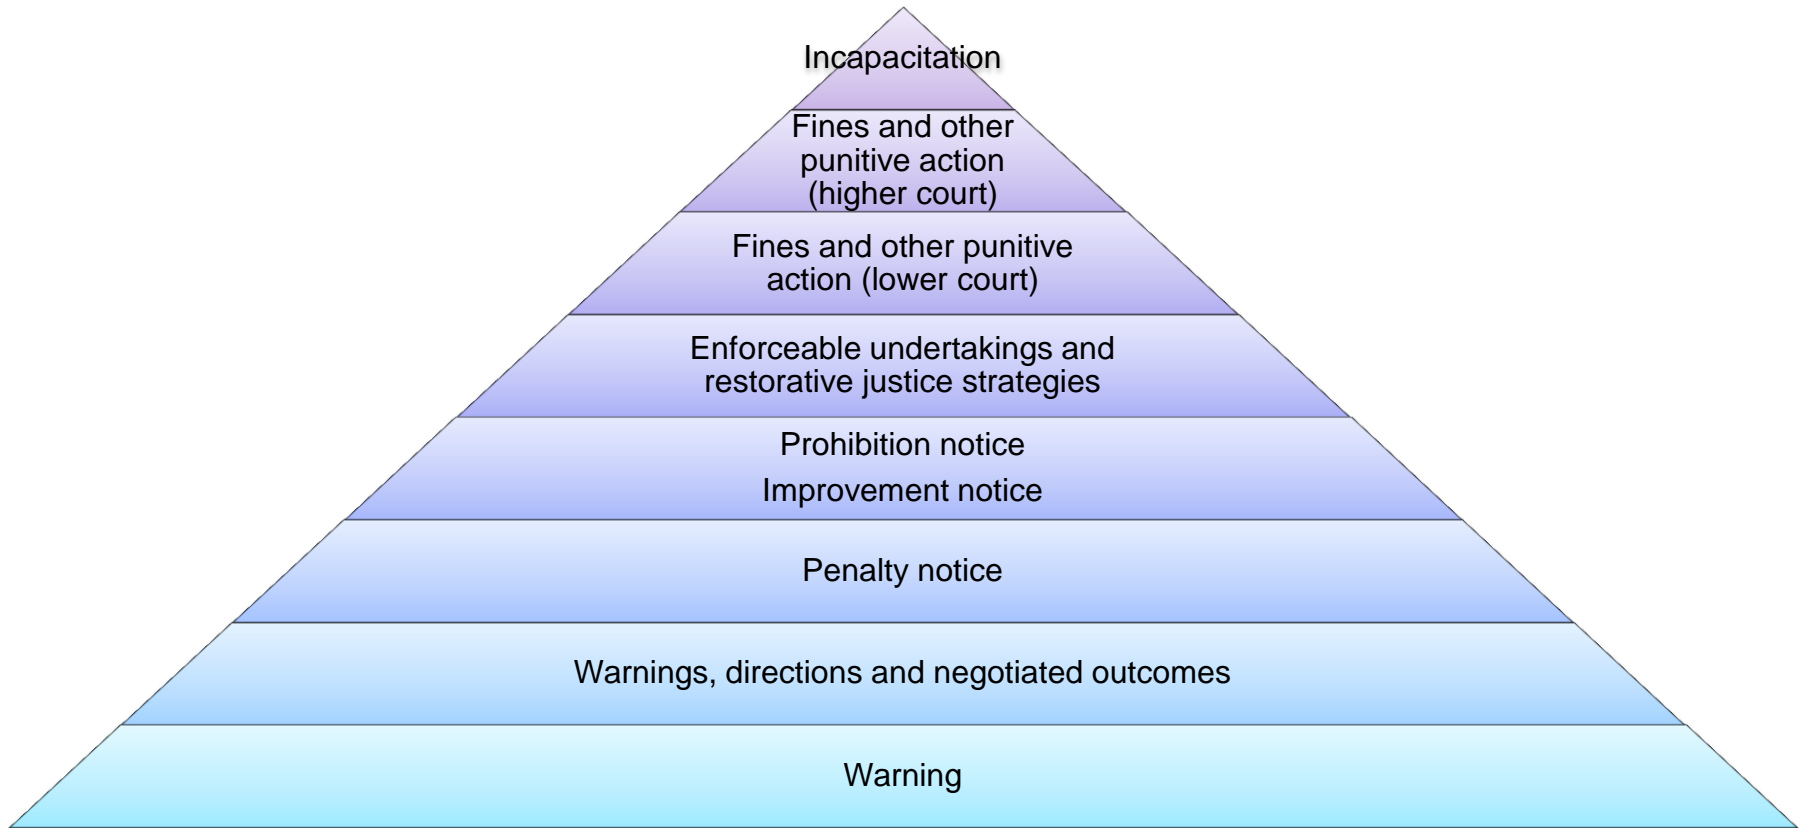 Incapacitation
Fines and other
punitive action
(higher court)
Fines and other punitive
action (lower court)
Enforceable undertakings and
restorative justice strategies
Prohibition notice
Improvement notice
Penalty notice
Warnings, directions and negotiated outcomes
Warning